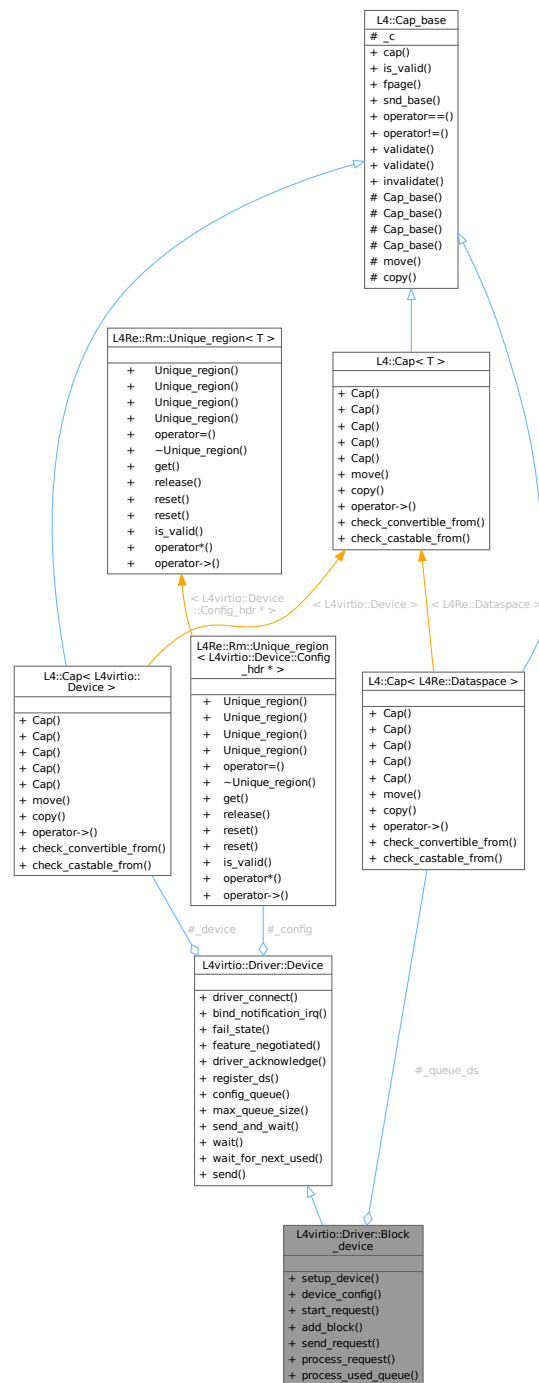 L4::Cap_base
# _c
+ cap()
+ is_valid()
+ fpage()
+ snd_base()
+ operator==()
+ operator!=()
+ validate()
+ validate()
+ invalidate()
# Cap_base()
# Cap_base()
# Cap_base()
# Cap_base()
# move()
# copy()
L4Re::Rm::Unique_region< T >
+ Unique_region()
+ Unique_region()
+ Unique_region()
+ Unique_region()
+ operator=()
+ ~Unique_region()
+ get()
+ release()
+ reset()
+ reset()
+ is_valid()
+ operator*()
+ operator->()
L4::Cap< T >
+ Cap()
+ Cap()
+ Cap()
+ Cap()
+ Cap()
+ move()
+ copy()
+ operator->()
+ check_convertible_from()
+ check_castable_from()
< L4virtio::Device
::Config_hdr * >
< L4virtio::Device >
< L4Re::Dataspace >
L4::Cap< L4virtio::
Device >
+ Cap()
+ Cap()
+ Cap()
+ Cap()
+ Cap()
+ move()
+ copy()
+ operator->()
+ check_convertible_from()
+ check_castable_from()
L4Re::Rm::Unique_region
< L4virtio::Device::Config
_hdr * >
+ Unique_region()
+ Unique_region()
+ Unique_region()
+ Unique_region()
+ operator=()
+ ~Unique_region()
+ get()
+ release()
+ reset()
+ reset()
+ is_valid()
+ operator*()
+ operator->()
L4::Cap< L4Re::Dataspace >
+ Cap()
+ Cap()
+ Cap()
+ Cap()
+ Cap()
+ move()
+ copy()
+ operator->()
+ check_convertible_from()
+ check_castable_from()
#_device
#_config
L4virtio::Driver::Device
+ driver_connect()
+ bind_notification_irq()
+ fail_state()
+ feature_negotiated()
+ driver_acknowledge()
+ register_ds()
+ config_queue()
+ max_queue_size()
+ send_and_wait()
+ wait()
+ wait_for_next_used()
+ send()
#_queue_ds
L4virtio::Driver::Block
_device
+ setup_device()
+ device_config()
+ start_request()
+ add_block()
+ send_request()
+ process_request()
+ process_used_queue()